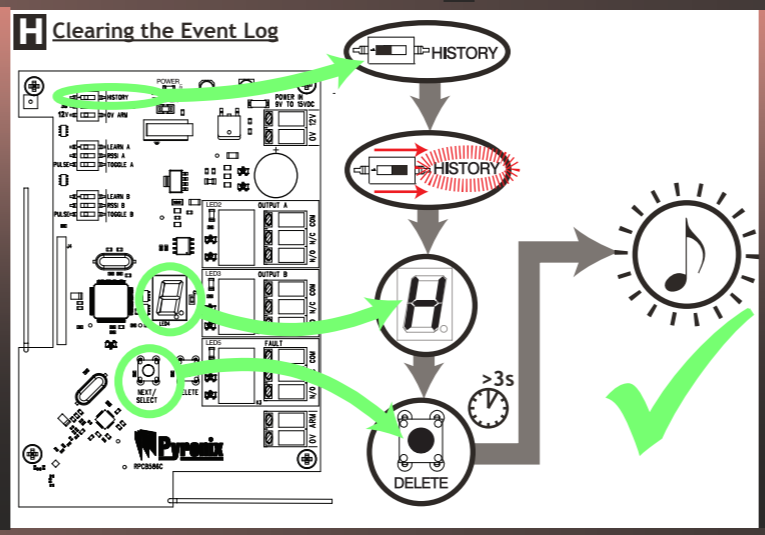 H Clearing the Event Log
HISTORY
POWER
HISTORY
12V
0V ARM
POWER IN
9V TO 15VDC
12V
0V
LEARN A
RSSI A
PULSE
TOGGLE A
HISTORY
LEARN B
RSSI B
PULSE
TOGGLE B
LED2
OUTPUT A
COM
N/C
N/O
LED3
OUTPUT B
COM
N/C
H
LED4
>3s
LED5
FAULT
COM
N/O
NEXT/
SELECT
ARM
0V
Pyronix
RPCB586C
DELETE